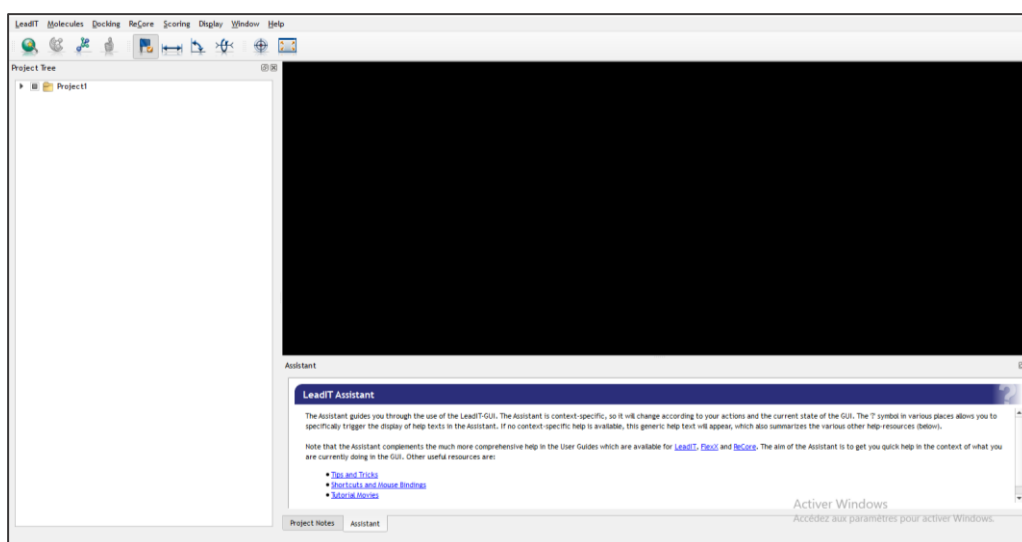 LeadIT Molecules Docking ReCore Scoring Display Window Help
Project Tree
Project1
Assistant
LeadIT Assistant
?
The Assistant guides you through the use of the LeadIT-GUI. The Assistant is context-specific, so it will change according to your actions and the current state of the GUI. The '?' symbol in various places allows you to
specifically trigger the display of help texts in the Assistant. If no context-specific help is available, this generic help text will appear, which also summarizes the various other help-resources (below).
Note that the Assistant complements the much more comprehensive help in the User Guides which are available for LeadIT, FlexX and ReCore. The aim of the Assistant is to get you quick help in the context of what you
are currently doing in the GUI. Other useful resources are:
• Tips and Tricks
• Shortcuts and Mouse Bindings
• Tutorial Movies
Activer Windows
Accédez aux paramètres pour activer Windows.
Project Notes Assistant